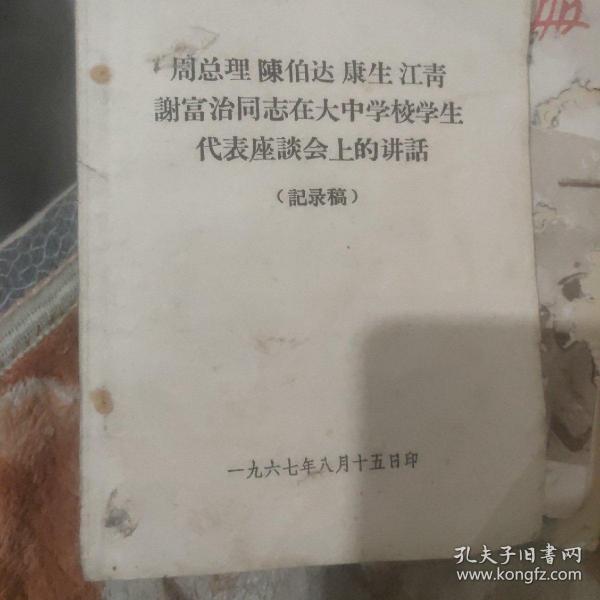 周总理 陳伯达 康生 江靑
謝富治同志在大中学校学生
代表座談会上的讲話
（記录稿）
一九六七年八月十五日印
孔夫子旧书网
www.kongfz.com